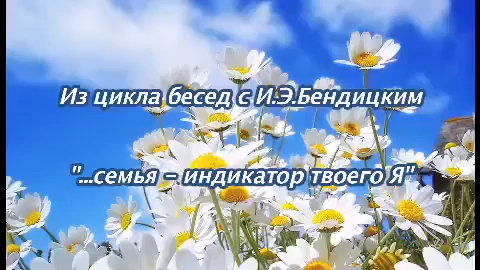 Из цикла бесед с И.Э.Бендицким
"...семья - индикатор твоего Я"